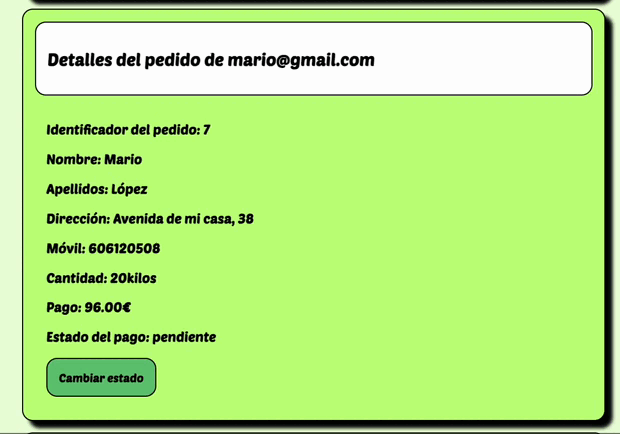 Detalles del pedido de mario@gmail.com
Identificador del pedido: 7
Nombre: Mario
Apellidos: López
Dirección: Avenida de mi casa, 38
Móvil: 606120508
Cantidad: 20kilos
Pago: 96.00€
Estado del pago: pendiente
Cambiar estado